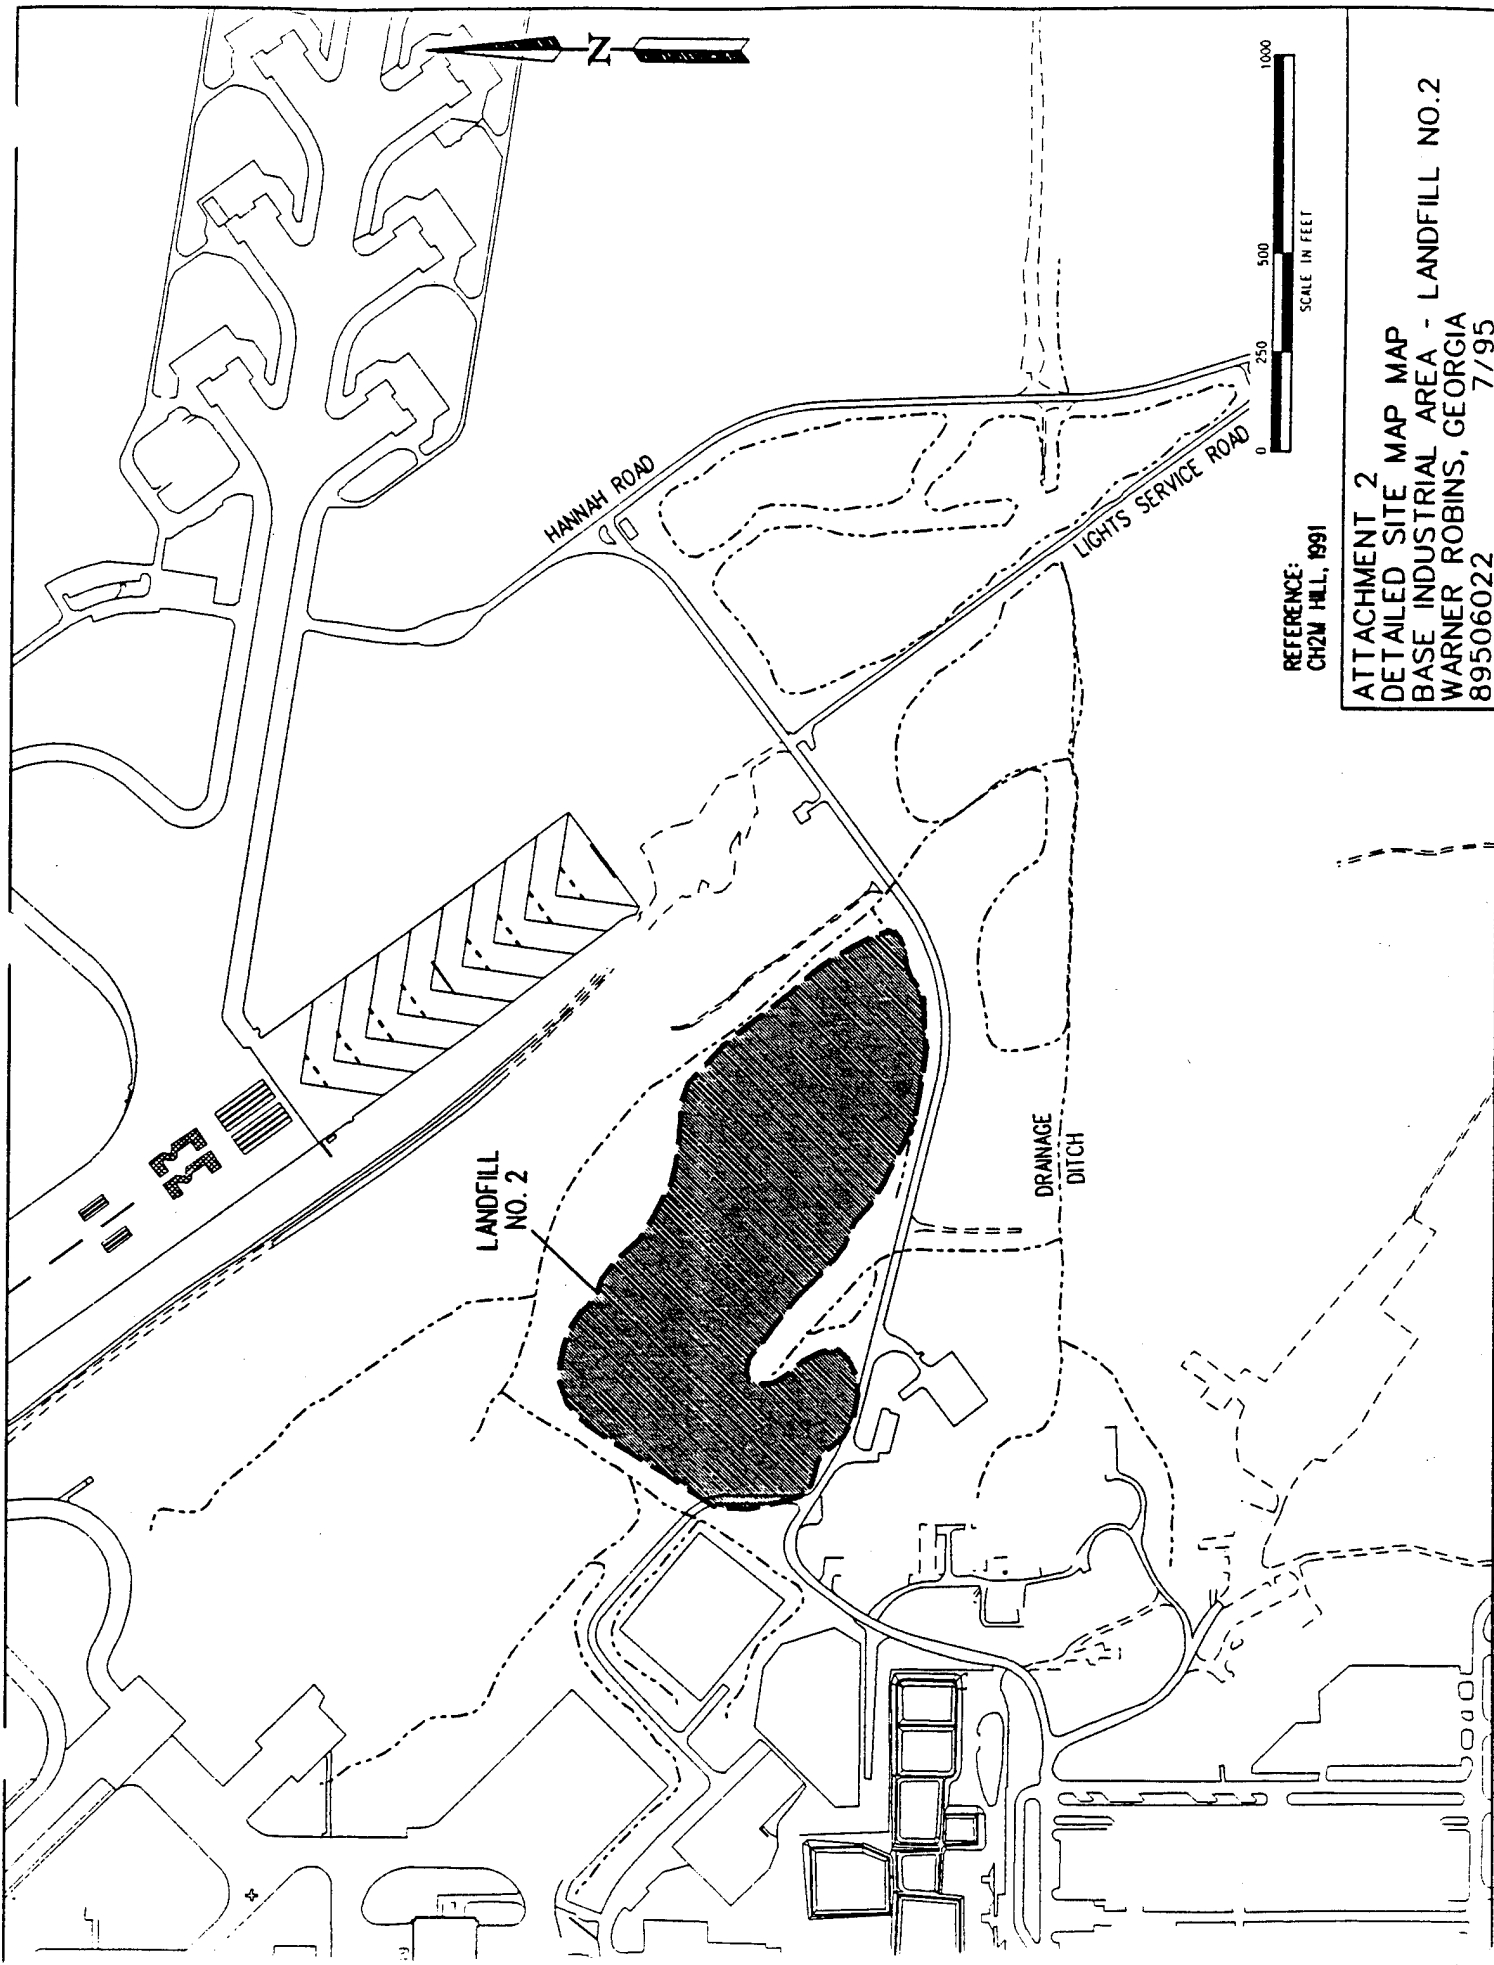 N
HANNAH ROAD
LIGHTS SERVICE ROAD
LANDFILL
NO. 2
DRAINAGE
DITCH
0 250 500 1000
SCALE IN FEET
REFERENCE:
CH2M HILL, 1991
ATTACHMENT 2
DETAILED SITE MAP MAP
BASE INDUSTRIAL AREA - LANDFILL NO.2
WARNER ROBINS, GEORGIA
89506022 7/95